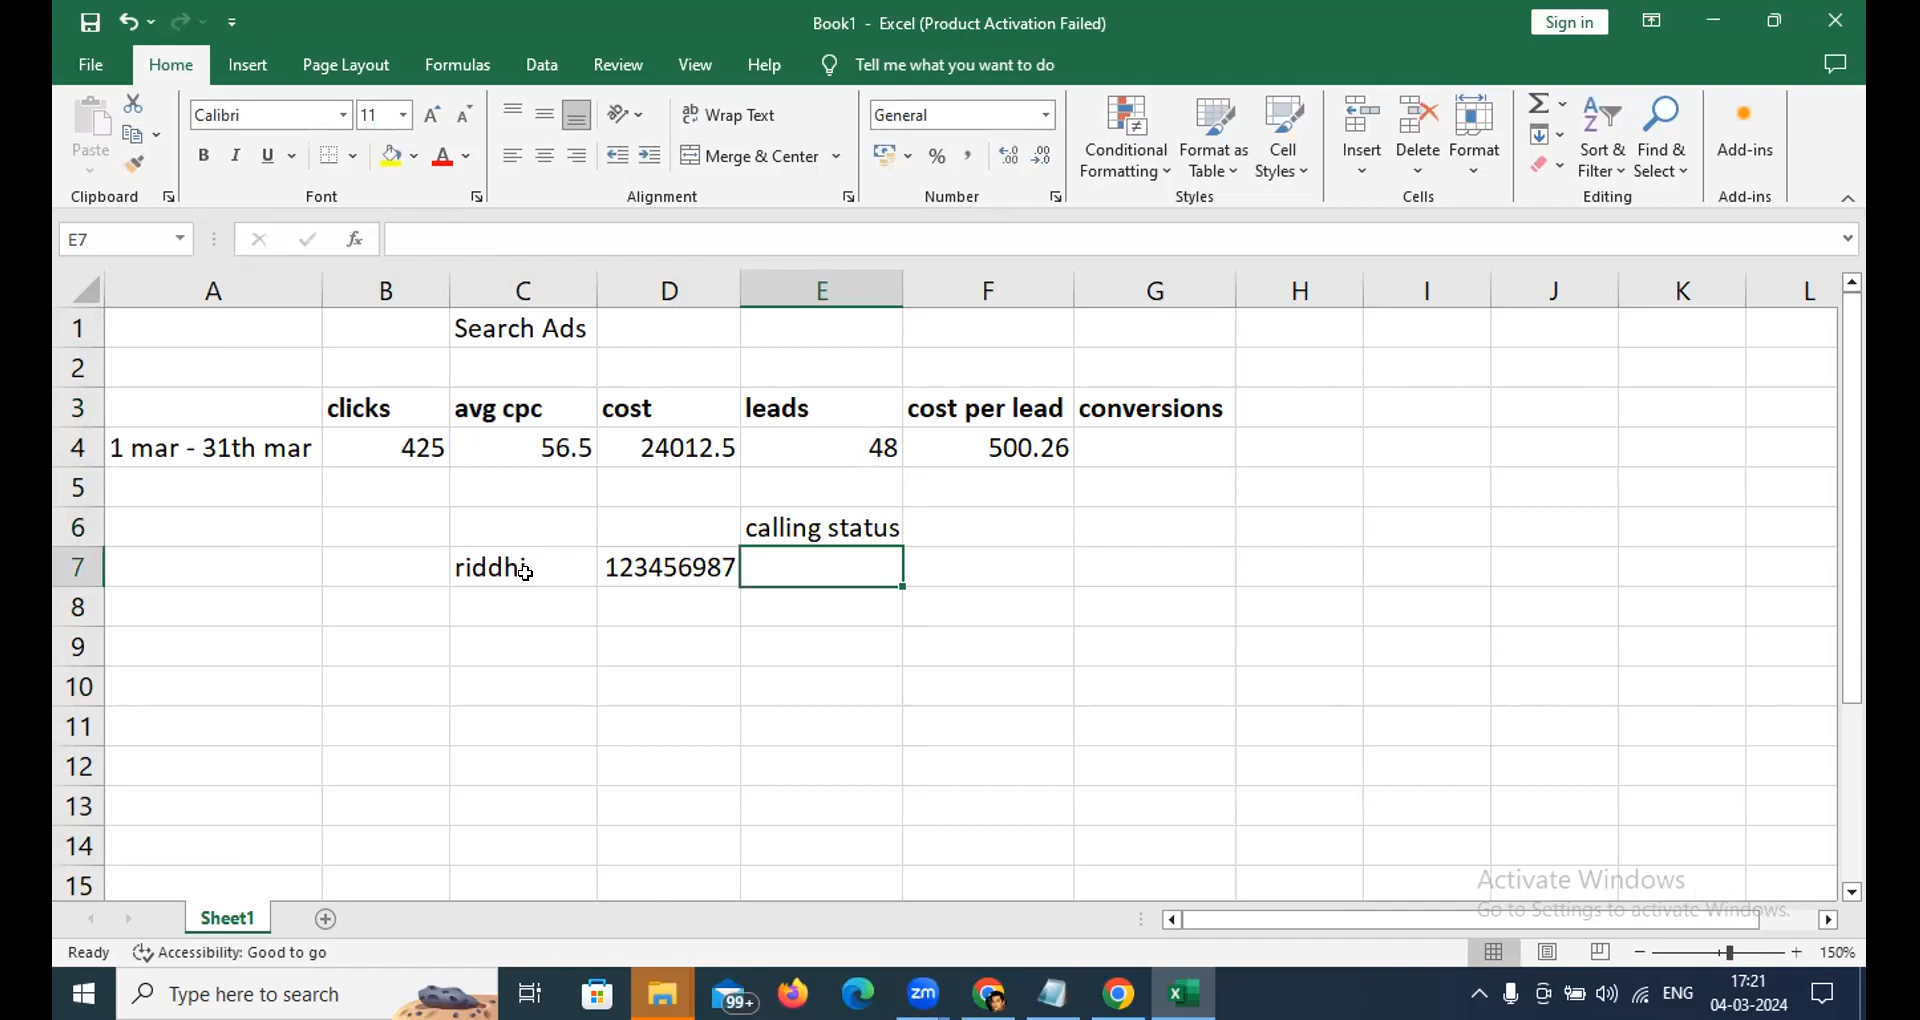 Book1 - Excel (Product Activation Failed)
Sign in
File Home Insert Page Layout Formulas Data Review View Help Tell me what you want to do
Paste
Calibri 11
B I U
Wrap Text
Merge & Center
General
Conditional Formatting
Format as Table
Cell Styles
Insert Delete Format
Sort & Filter
Find & Select
Add-ins
Clipboard Font Alignment Number Styles Cells Editing Add-ins
E7 fx
A B C D E F G H I J K L
1 Search Ads
2
3 clicks avg cpc cost leads cost per lead conversions
4 1 mar - 31th mar 425 56.5 24012.5 48 500.26
5
6 calling status
7 riddhi 123456987
8
9
10
11
12
13
14
15
Activate Windows
Go to Settings to activate Windows.
Sheet1
Ready Accessibility: Good to go 150%
Type here to search 99+ zm ENG 17:21
04-03-2024